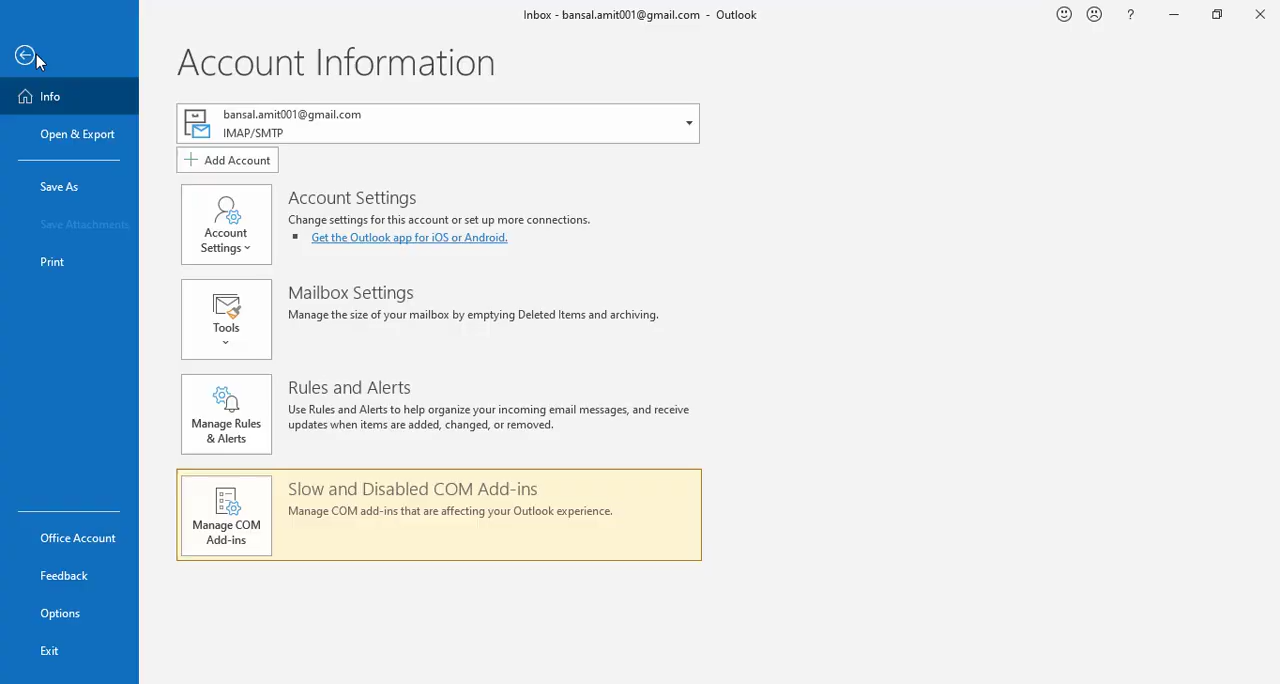 Inbox - bansal.amit001@gmail.com - Outlook
?
Info
Open & Export
Save As
Save Attachments
Print
Office Account
Feedback
Options
Exit
Account Information
bansal.amit001@gmail.com
IMAP/SMTP
Add Account
Account
Settings
Account Settings
Change settings for this account or set up more connections.
Get the Outlook app for iOS or Android.
Tools
Mailbox Settings
Manage the size of your mailbox by emptying Deleted Items and archiving.
Manage Rules
& Alerts
Rules and Alerts
Use Rules and Alerts to help organize your incoming email messages, and receive
updates when items are added, changed, or removed.
Manage COM
Add-ins
Slow and Disabled COM Add-ins
Manage COM add-ins that are affecting your Outlook experience.